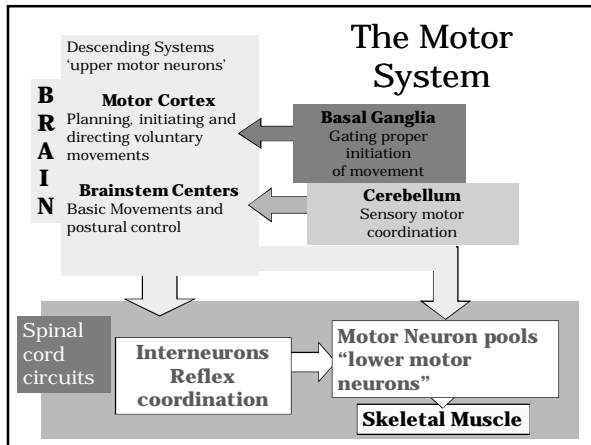 The Motor
System
Descending Systems
‘upper motor neurons’
B
R
A
I
N
Motor Cortex
Planning, initiating and
directing voluntary
movements
Basal Ganglia
Gating proper
initiation
of movement
Brainstem Centers
Basic Movements and
postural control
Cerebellum
Sensory motor
coordination
Spinal
cord
circuits
Interneurons
Reflex
coordination
Motor Neuron pools
“lower motor
neurons”
Skeletal Muscle